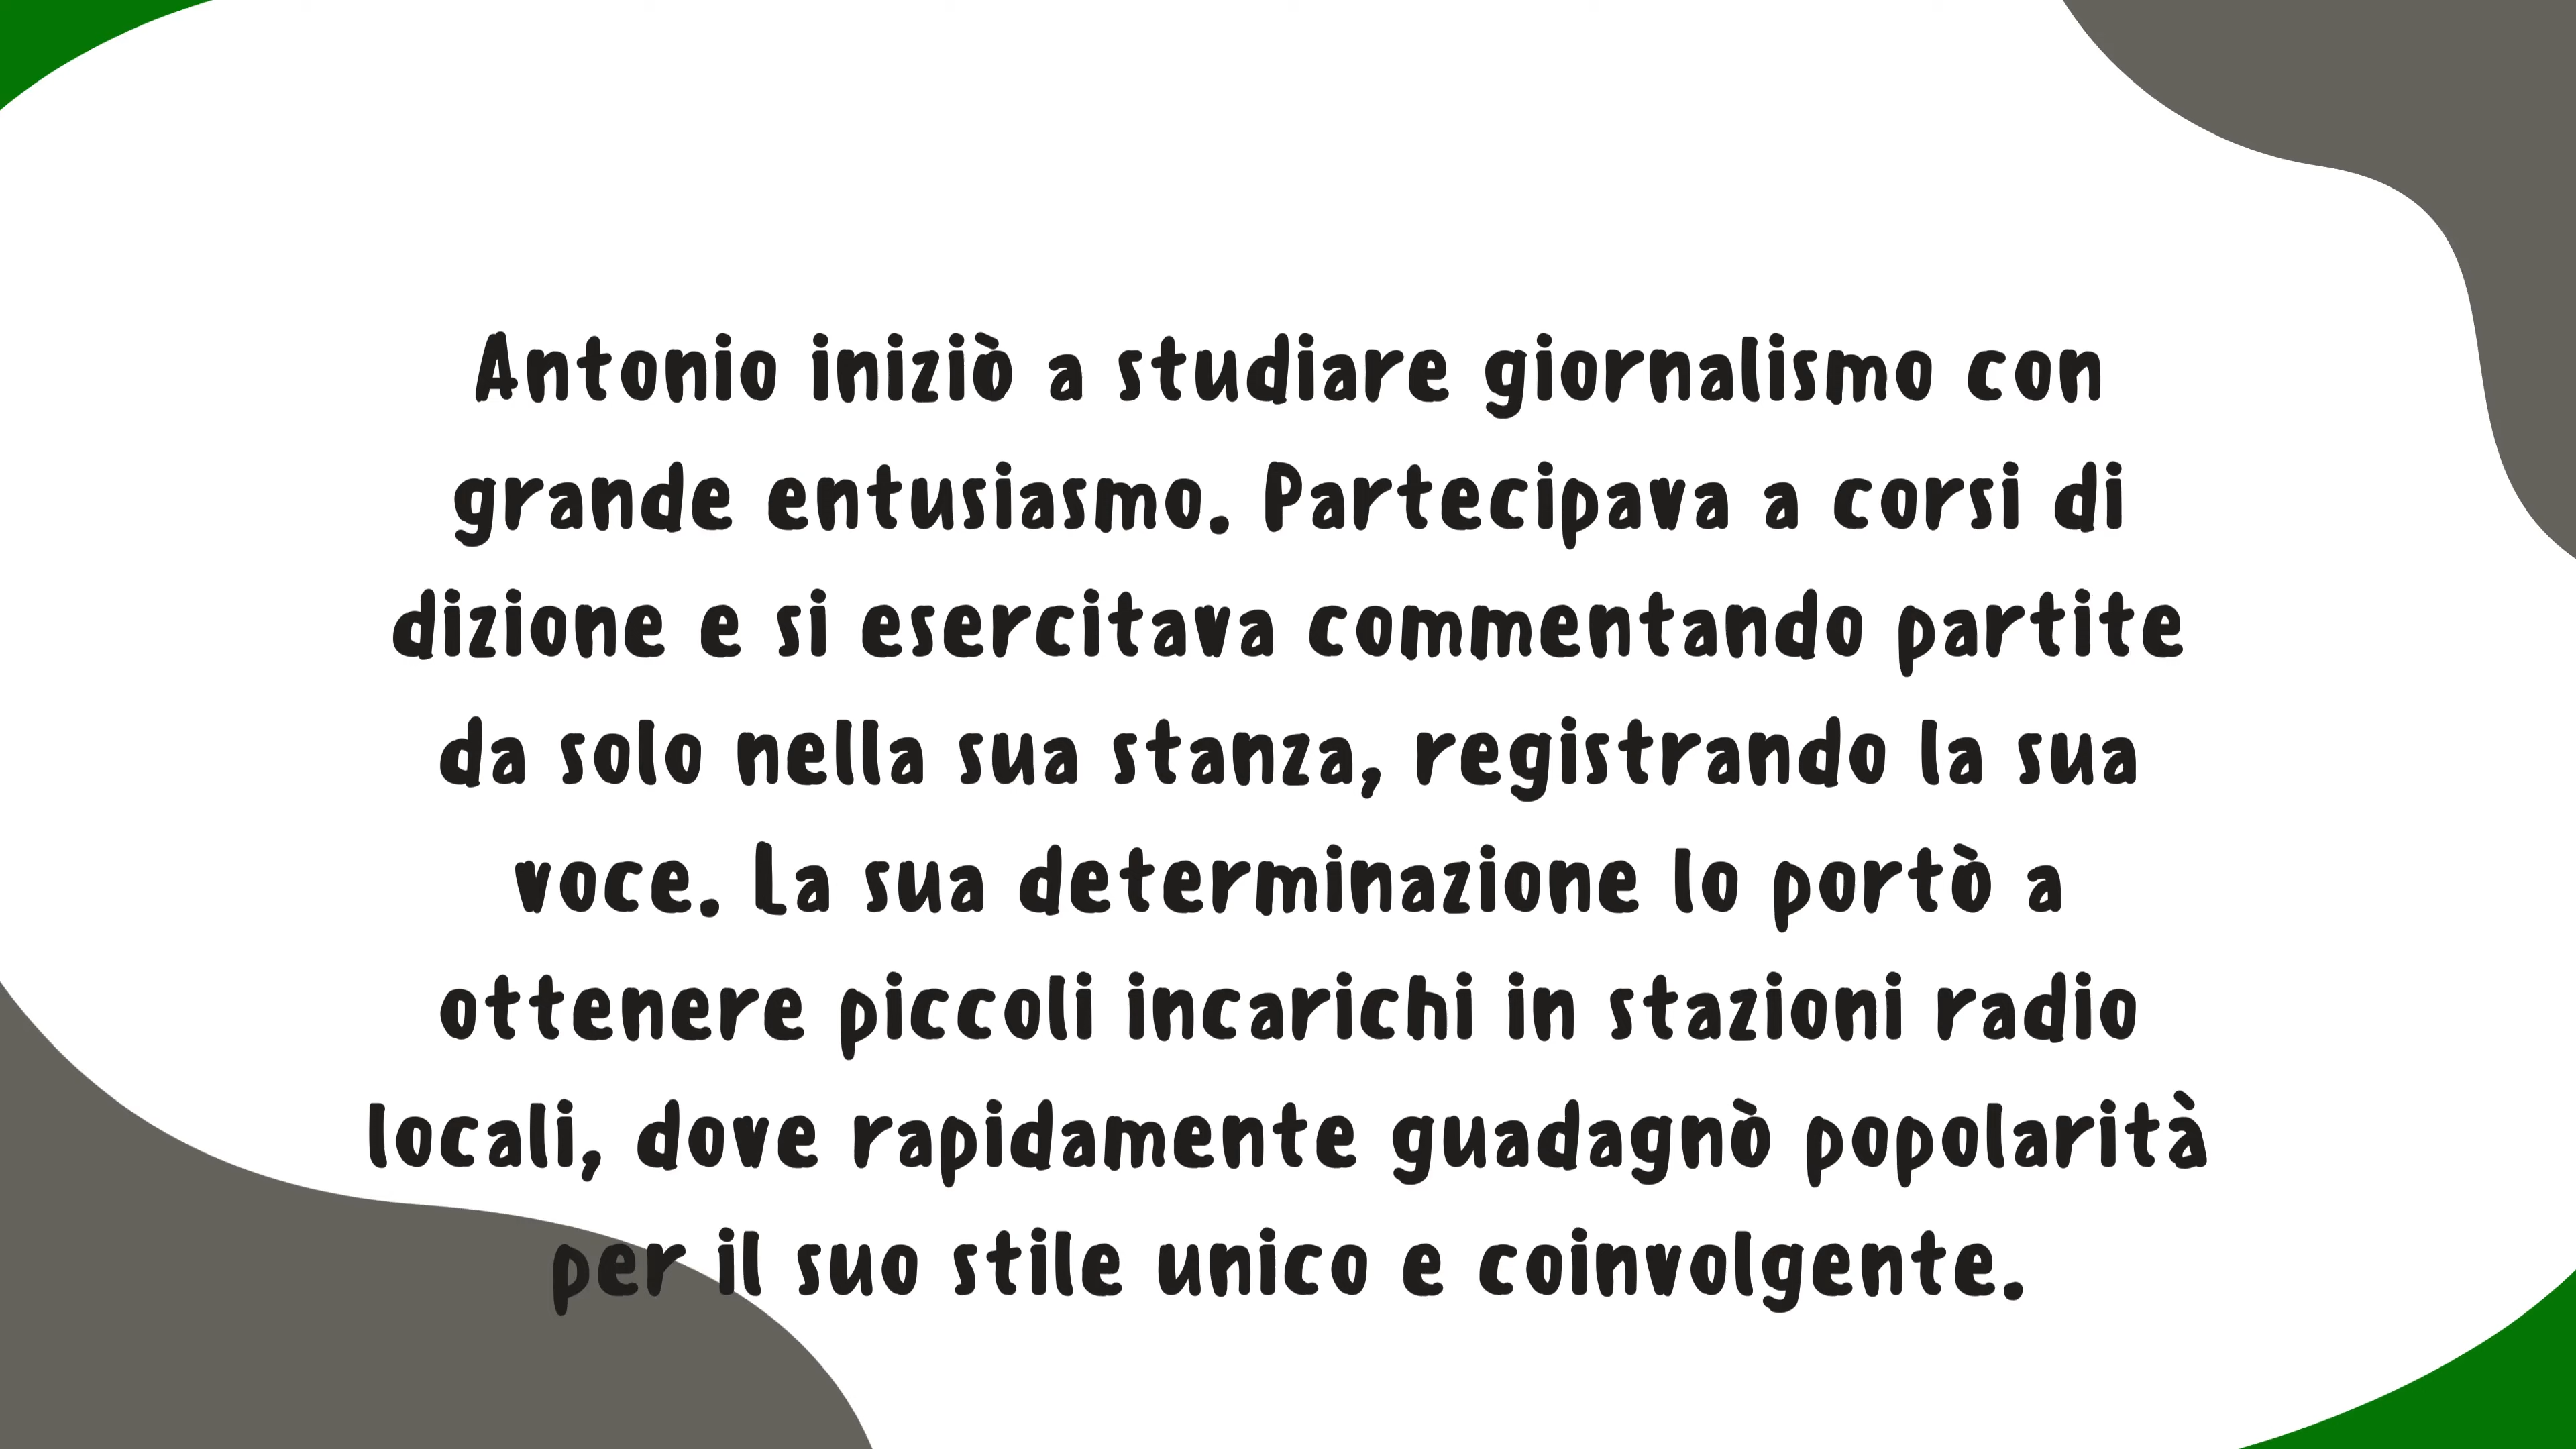 Antonio iniziò a studiare giornalismo con
grande entusiasmo. Partecipava a corsi di
dizione e si esercitava commentando partite
da solo nella sua stanza, registrando la sua
voce. La sua determinazione lo portò a
ottenere piccoli incarichi in stazioni radio
locali, dove rapidamente guadagnò popolarità
per il suo stile unico e coinvolgente.